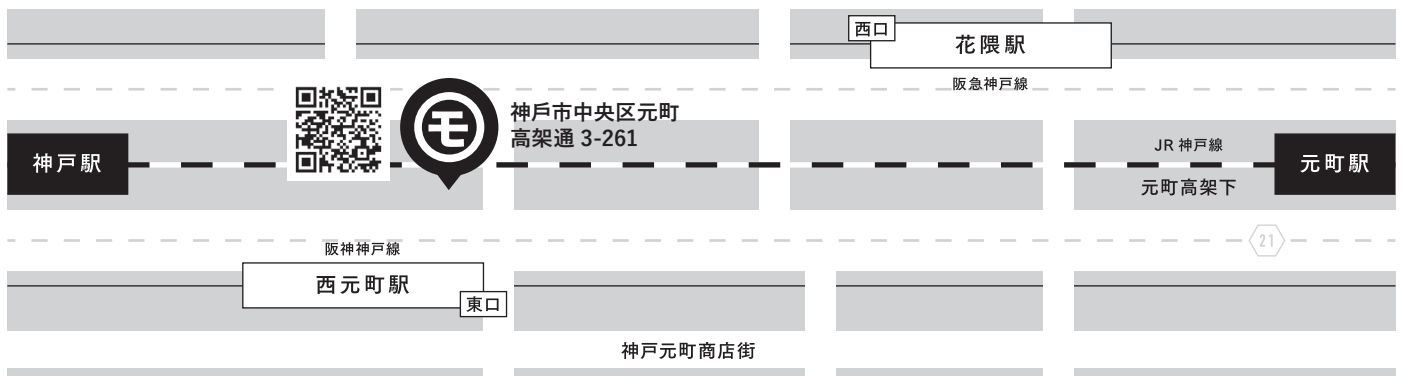 西口
花隈駅
阪急神戸線
モ
神戸市中央区元町
高架通 3-261
神戸駅
JR 神戸線
元町駅
元町高架下
21
阪神神戸線
西元町駅
東口
神戸元町商店街